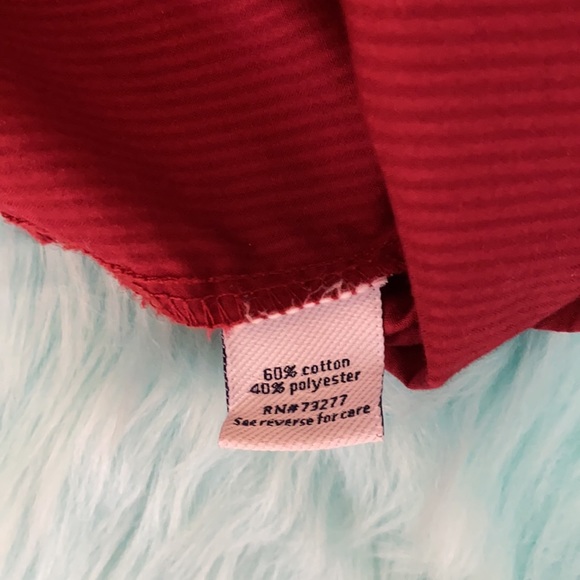 60% cotton
40% polyester
RN#73277
See reverse for care